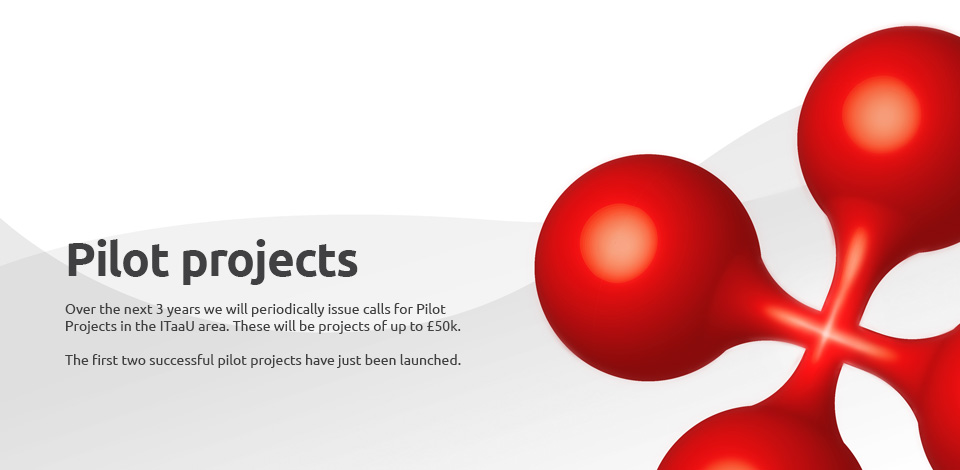 Pilot projects
Over the next 3 years we will periodically issue calls for Pilot
Projects in the ITaaU area. These will be projects of up to £50k.
The first two successful pilot projects have just been launched.